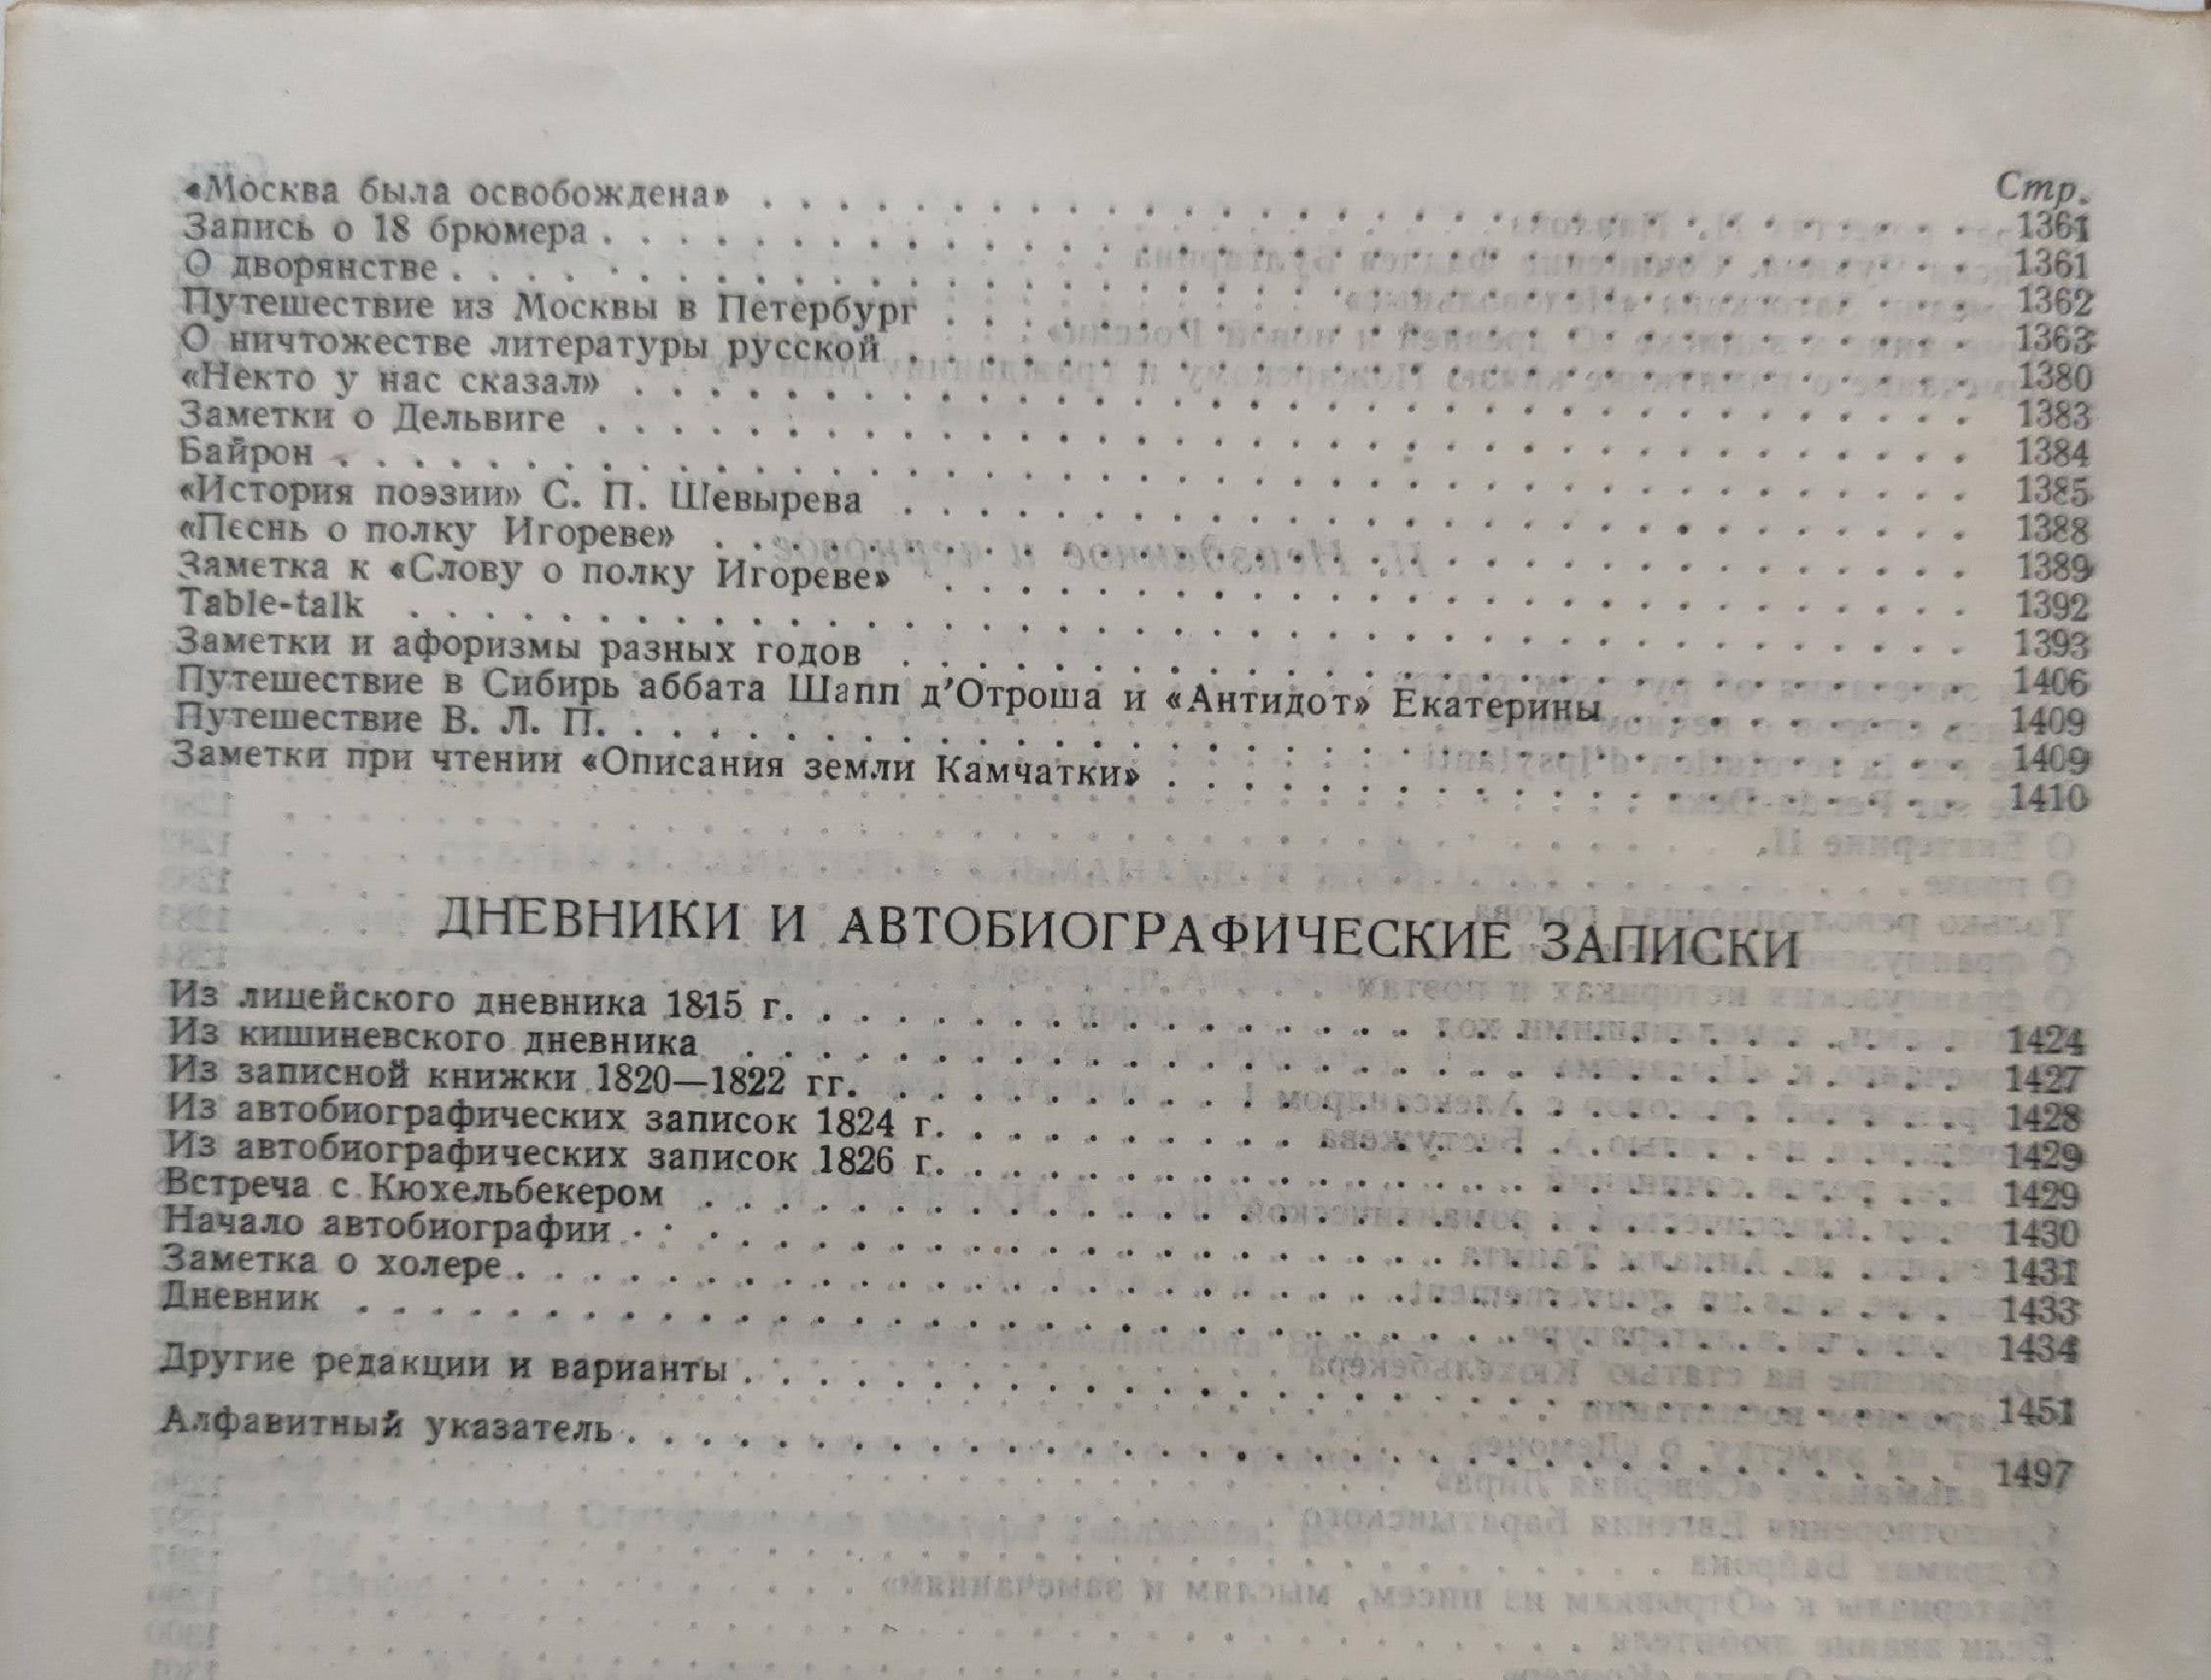 Стр.
«Москва была освобождена» . . . 1361
Запись о 18 брюмера . . . 1361
О дворянстве . . . 1362
Путешествие из Москвы в Петербург . . . 1363
О ничтожестве литературы русской . . . 1380
«Некто у нас сказал» . . . 1383
Заметки о Дельвиге . . . 1384
Байрон . . . 1385
«История поэзии» С. П. Шевырева . . . 1388
«Песнь о полку Игореве» . . . 1389
Заметка к «Слову о полку Игореве» . . . 1392
Table-talk . . . 1393
Заметки и афоризмы разных годов . . . 1406
Путешествие в Сибирь аббата Шапп д’Отроша и «Антидот» Екатерины . . . 1409
Путешествие В. Л. П. . . . 1409
Заметки при чтении «Описания земли Камчатки» . . . 1410
ДНЕВНИКИ И АВТОБИОГРАФИЧЕСКИЕ ЗАПИСКИ
Из лицейского дневника 1815 г. . . . 1424
Из кишиневского дневника . . . 1427
Из записной книжки 1820—1822 гг. . . . 1428
Из автобиографических записок 1824 г. . . . 1429
Из автобиографических записок 1826 г. . . . 1429
Встреча с Кюхельбекером . . . 1430
Начало автобиографии . . . 1431
Заметка о холере . . . 1433
Дневник . . . 1434
Другие редакции и варианты . . . 1451
Алфавитный указатель . . . 1497